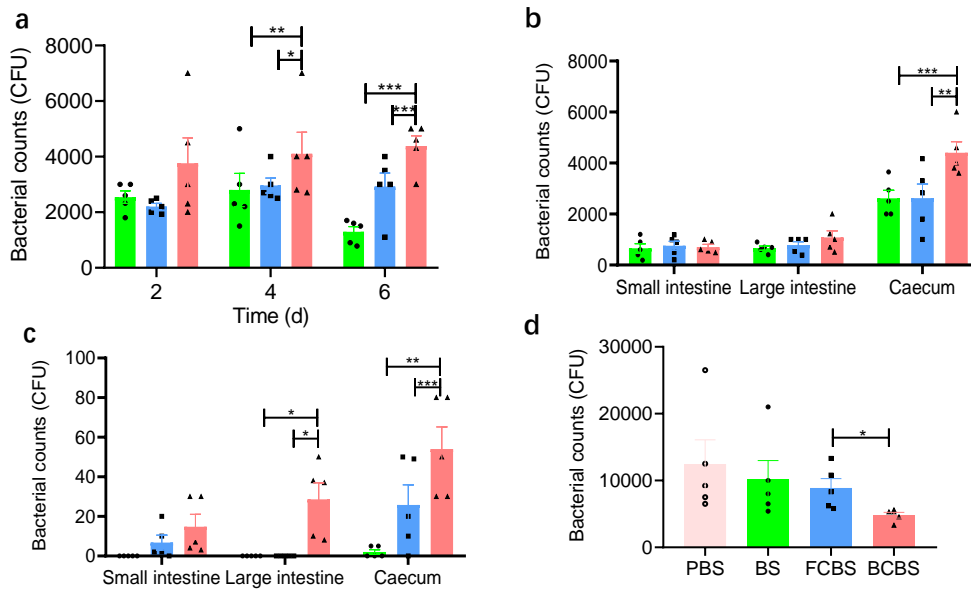 a
Bacterial counts (CFU)
8000
6000
4000
2000
0
**
*
***
***
2 4 6
Time (d)
b
Bacterial counts (CFU)
8000
6000
4000
2000
0
***
**
Small intestine Large intestine Caecum
c
Bacterial counts (CFU)
100
80
60
40
20
0
*
*
**
***
Small intestine Large intestine Caecum
d
Bacterial counts (CFU)
30000
20000
10000
0
*
PBS BS FCBS BCBS